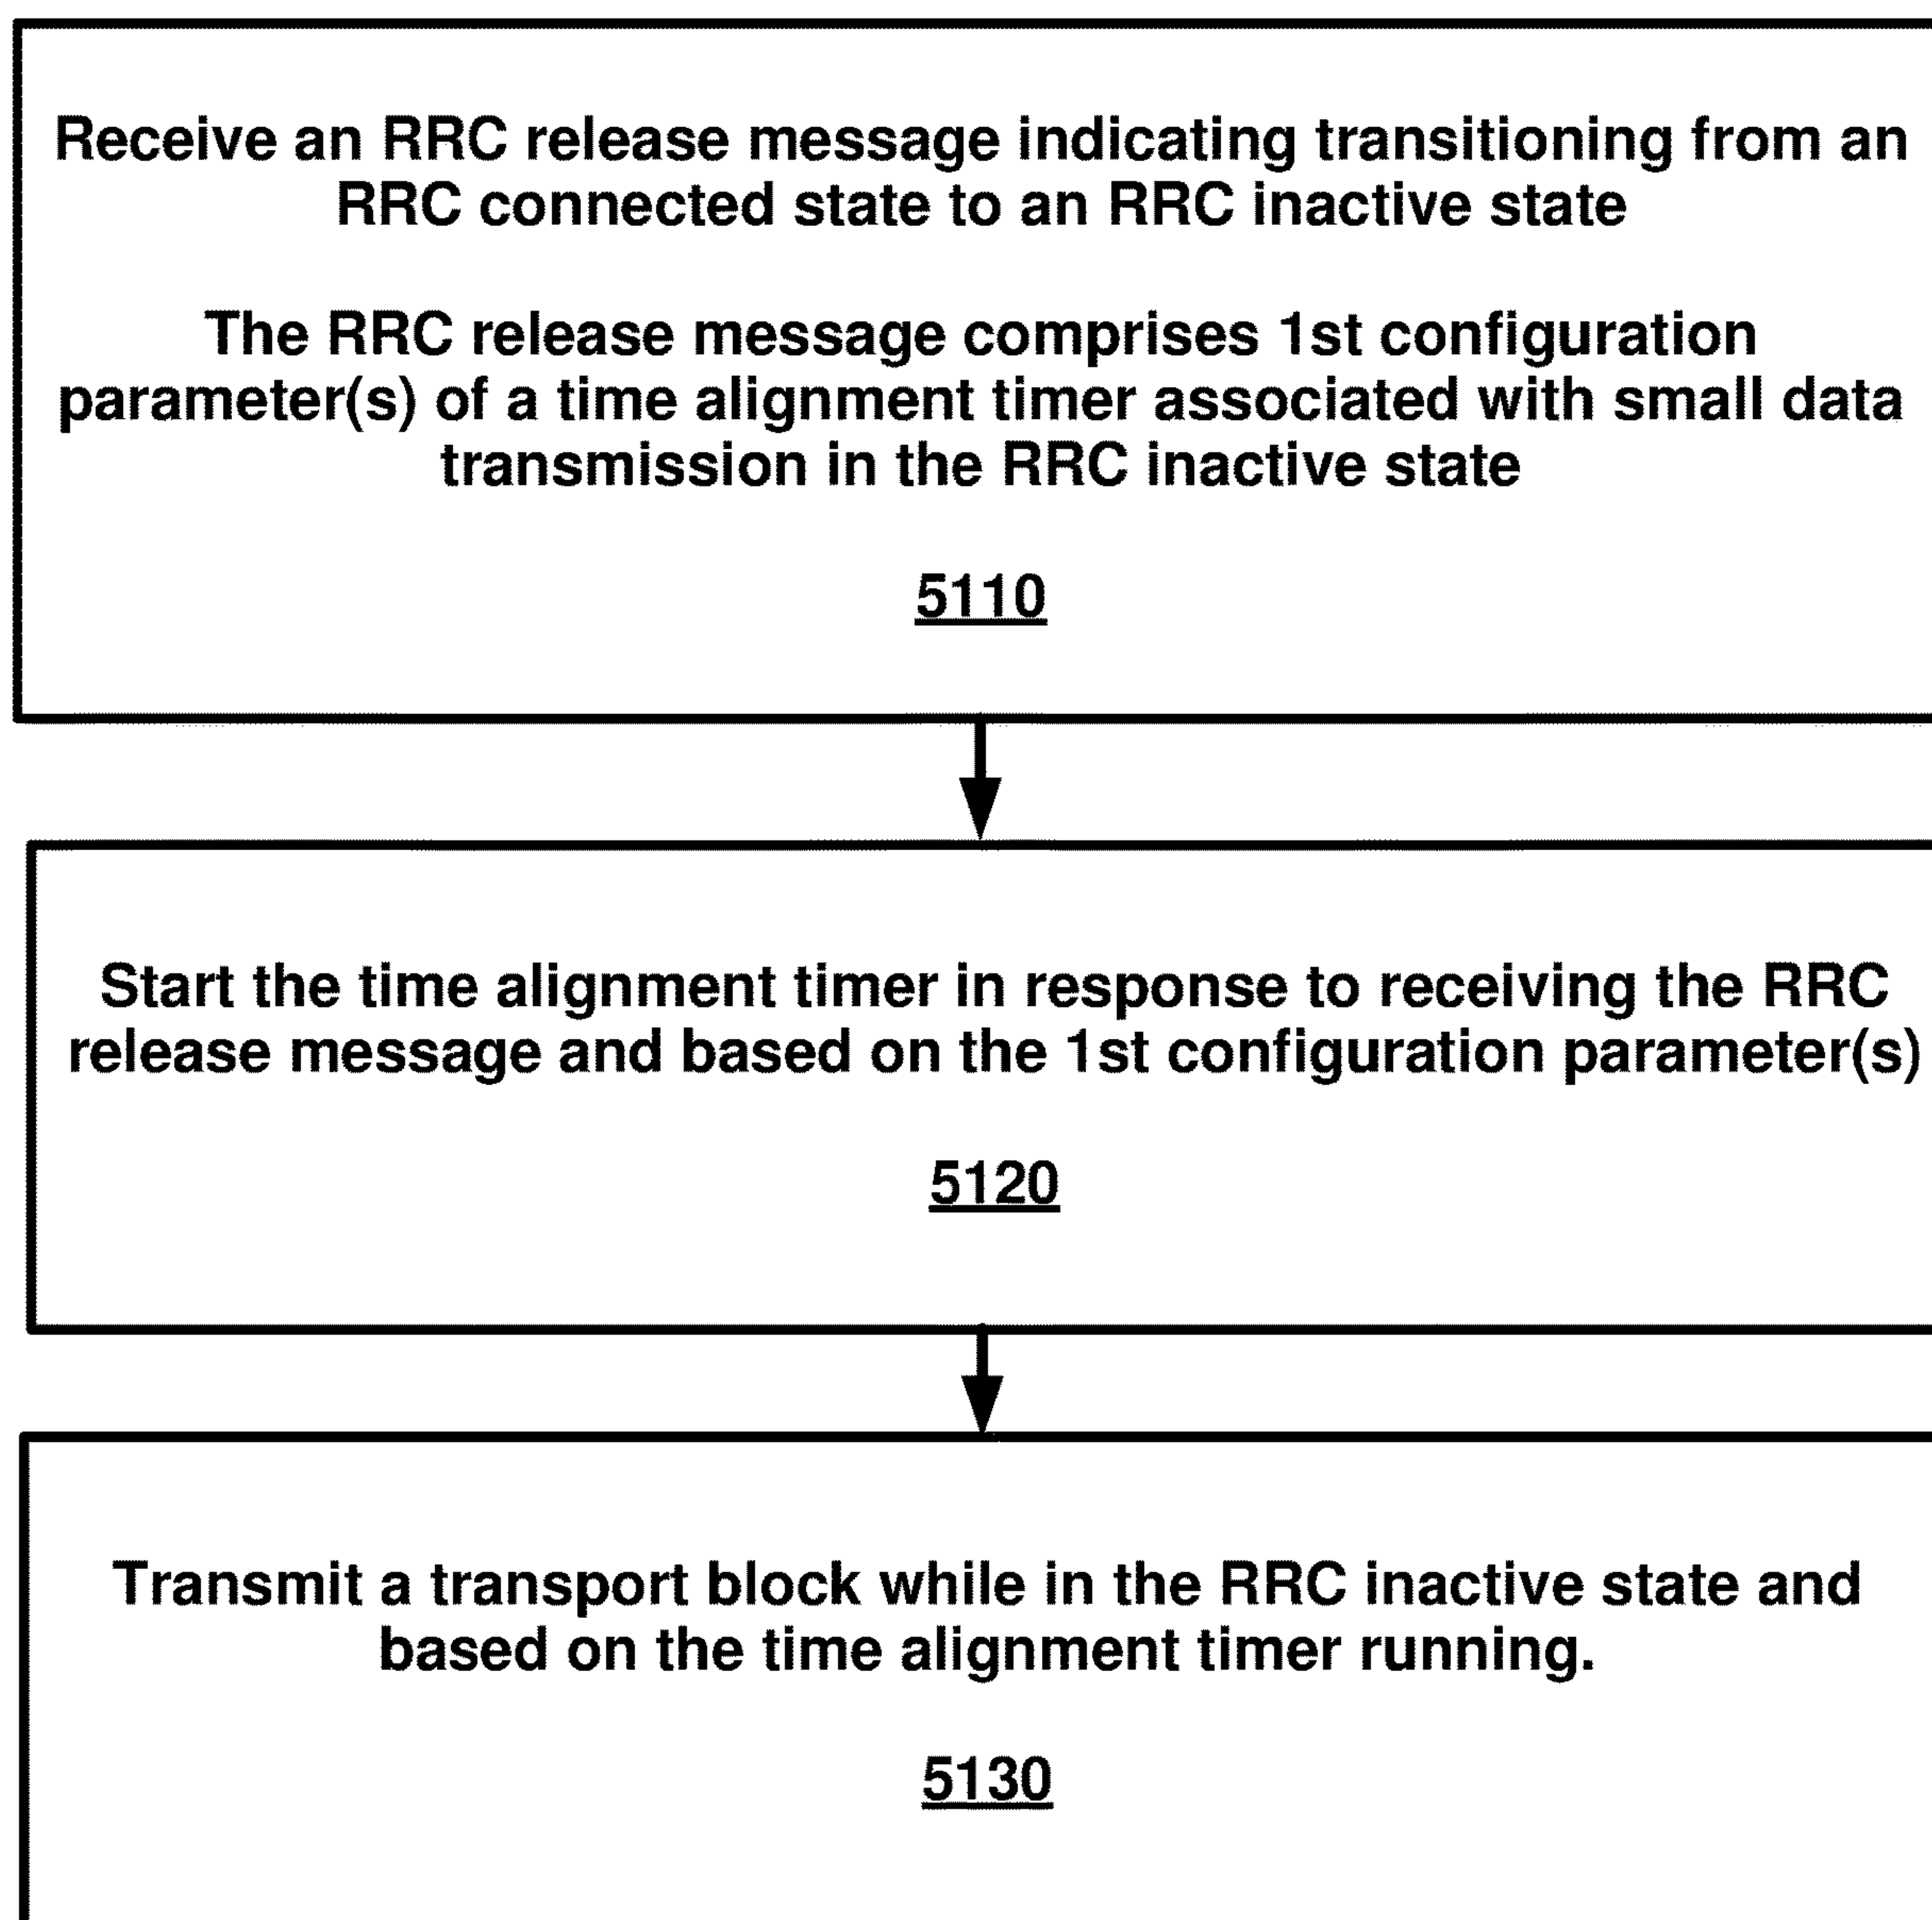 Receive an RRC release message indicating transitioning from an
RRC connected state to an RRC inactive state
The RRC release message comprises 1st configuration
parameter(s) of a time alignment timer associated with small data
transmission in the RRC inactive state
5110
Start the time alignment timer in response to receiving the RRC
release message and based on the 1st configuration parameter(s)
5120
Transmit a transport block while in the RRC inactive state and
based on the time alignment timer running.
5130